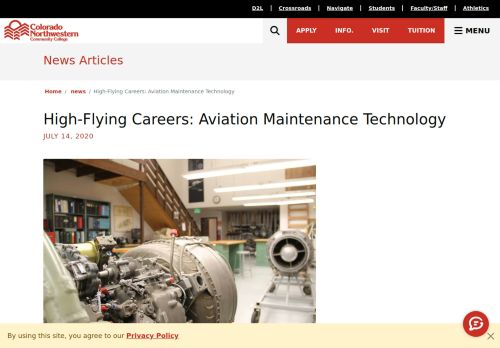 D2L | Crossroads | Navigate | Students | Faculty/Staff | Athletics
Colorado
Northwestern
Community College
APPLY INFO. VISIT TUITION MENU
News Articles
Home / news / High-Flying Careers: Aviation Maintenance Technology
High-Flying Careers: Aviation Maintenance Technology
JULY 14, 2020
By using this site, you agree to our Privacy Policy